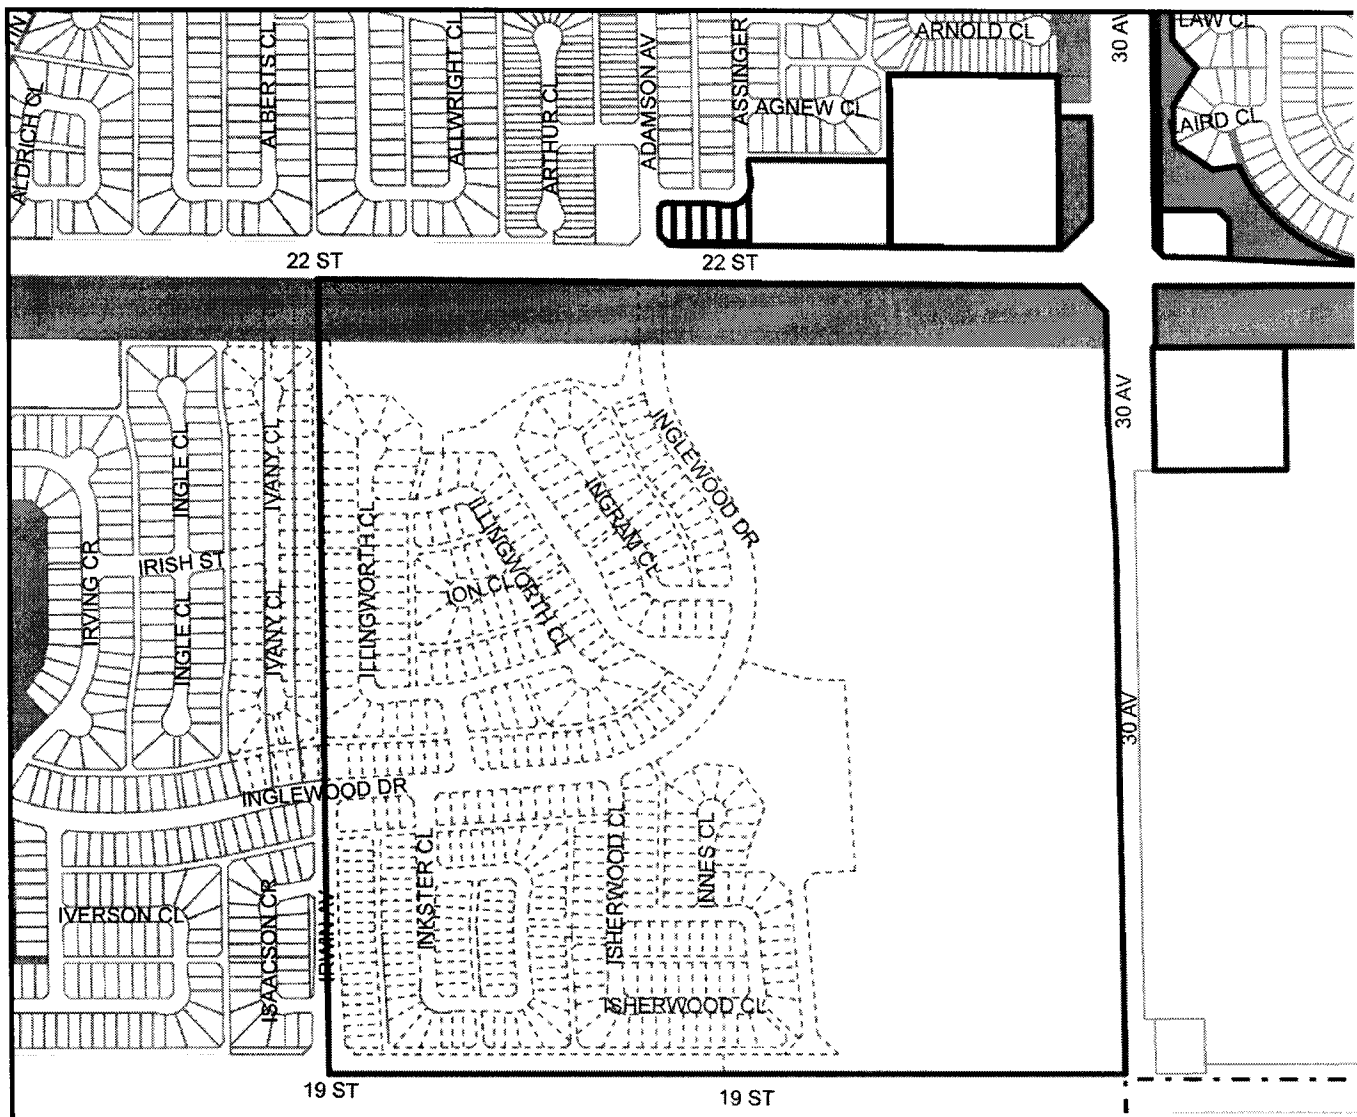 LAW CL
ARNOLD CL
30 AV
ALBERTS CL
ALLWRIGHT CL
ARTHUR CL
ADAMSON AV
ASSINGER
AGNEW CL
LAIRD CL
ALDRICH CL
22 ST
22 ST
30 AV
INGLEWOOD DR
INGLE CL
IVANY CL
ILLINGWORTH CL
ILLINGWORTH CL
INGRAM CL
IRVING CR
IRISH ST
ION CL
INGLE CL
IVANY CL
30 AV
INGLEWOOD DR
INKSTER CL
ISHERWOOD CL
INNES CL
IVERSON CL
ISAACSON CR
IRWIN AV
ISHERWOOD CL
19 ST
19 ST